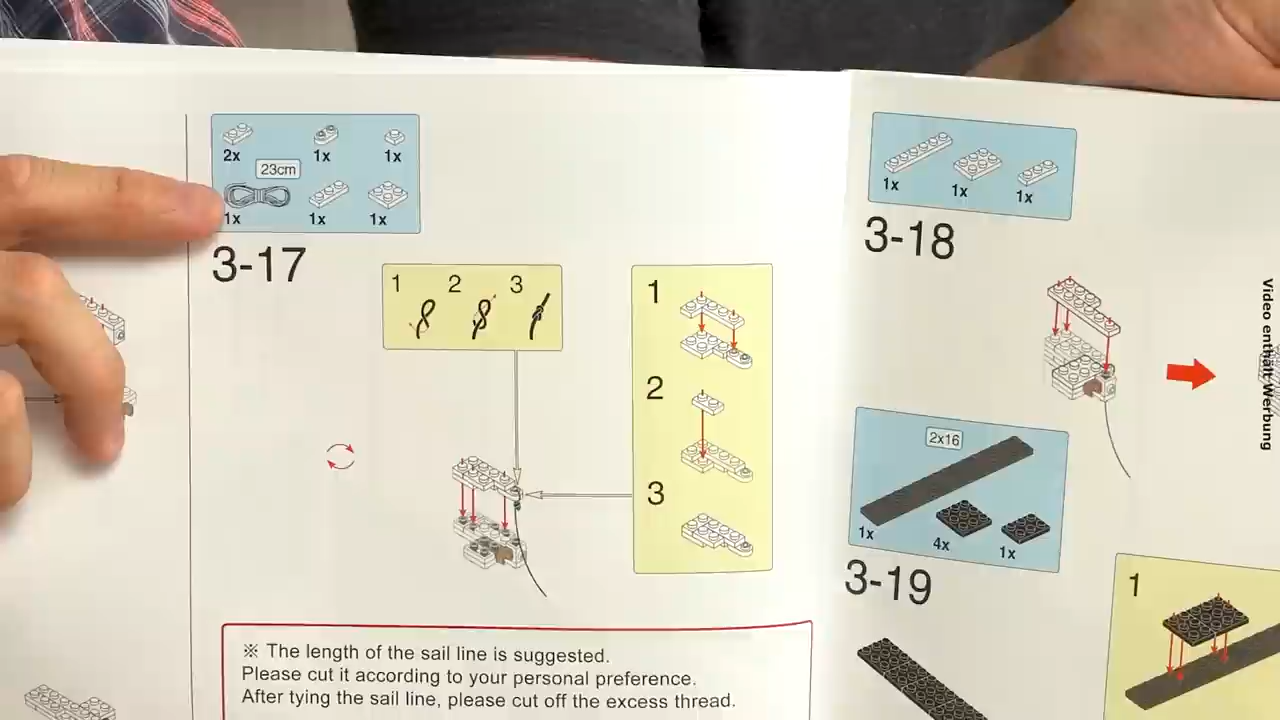 2x
1x
1x
23cm
1x
1x
1x
3-17
1
2
3
1
2
3
※ The length of the sail line is suggested.
Please cut it according to your personal preference.
After tying the sail line, please cut off the excess thread.
1x
1x
1x
3-18
2x16
1x
4x
1x
3-19
1
Video enthält Werbung